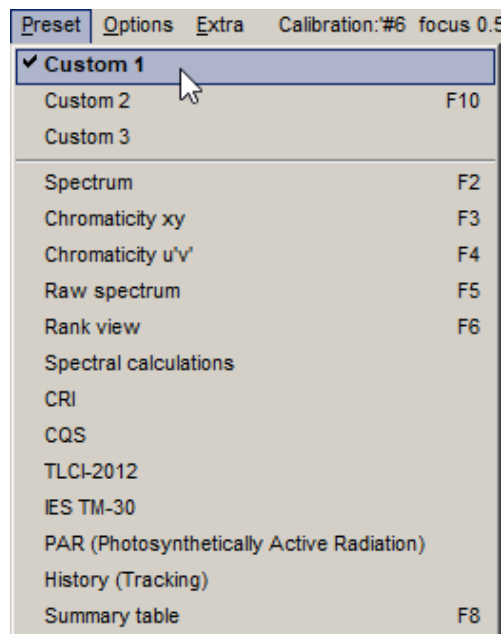 Preset Options Extra Calibration:'#6 focus 0.5
Custom 1
Custom 2 F10
Custom 3
Spectrum F2
Chromaticity xy F3
Chromaticity u'v' F4
Raw spectrum F5
Rank view F6
Spectral calculations
CRI
CQS
TLCI-2012
IES TM-30
PAR (Photosynthetically Active Radiation)
History (Tracking)
Summary table F8